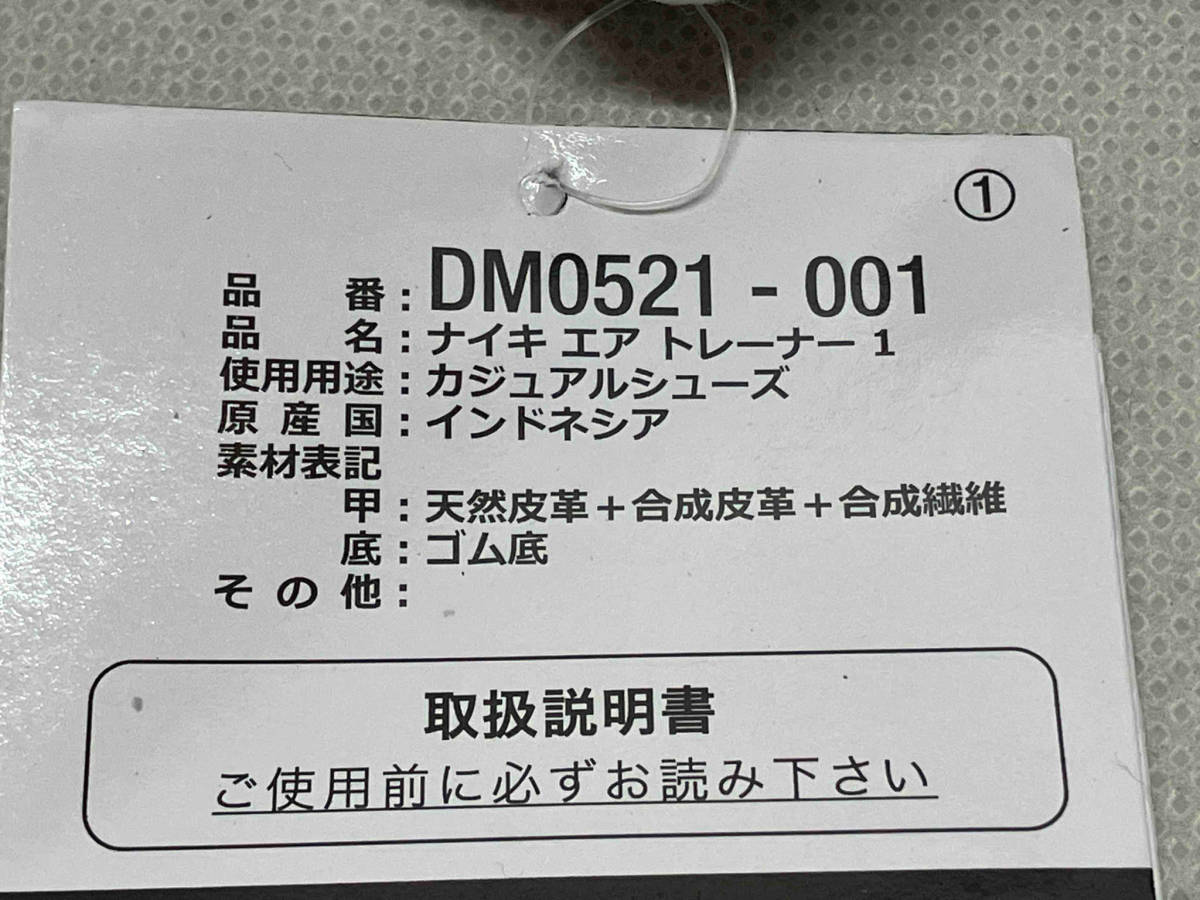 ①
品番：DM0521 - 001
品名：ナイキ エア トレーナー 1
使用用途：カジュアルシューズ
原産国：インドネシア
素材表記
甲：天然皮革＋合成皮革＋合成繊維
底：ゴム底
その他：
取扱説明書
ご使用前に必ずお読み下さい